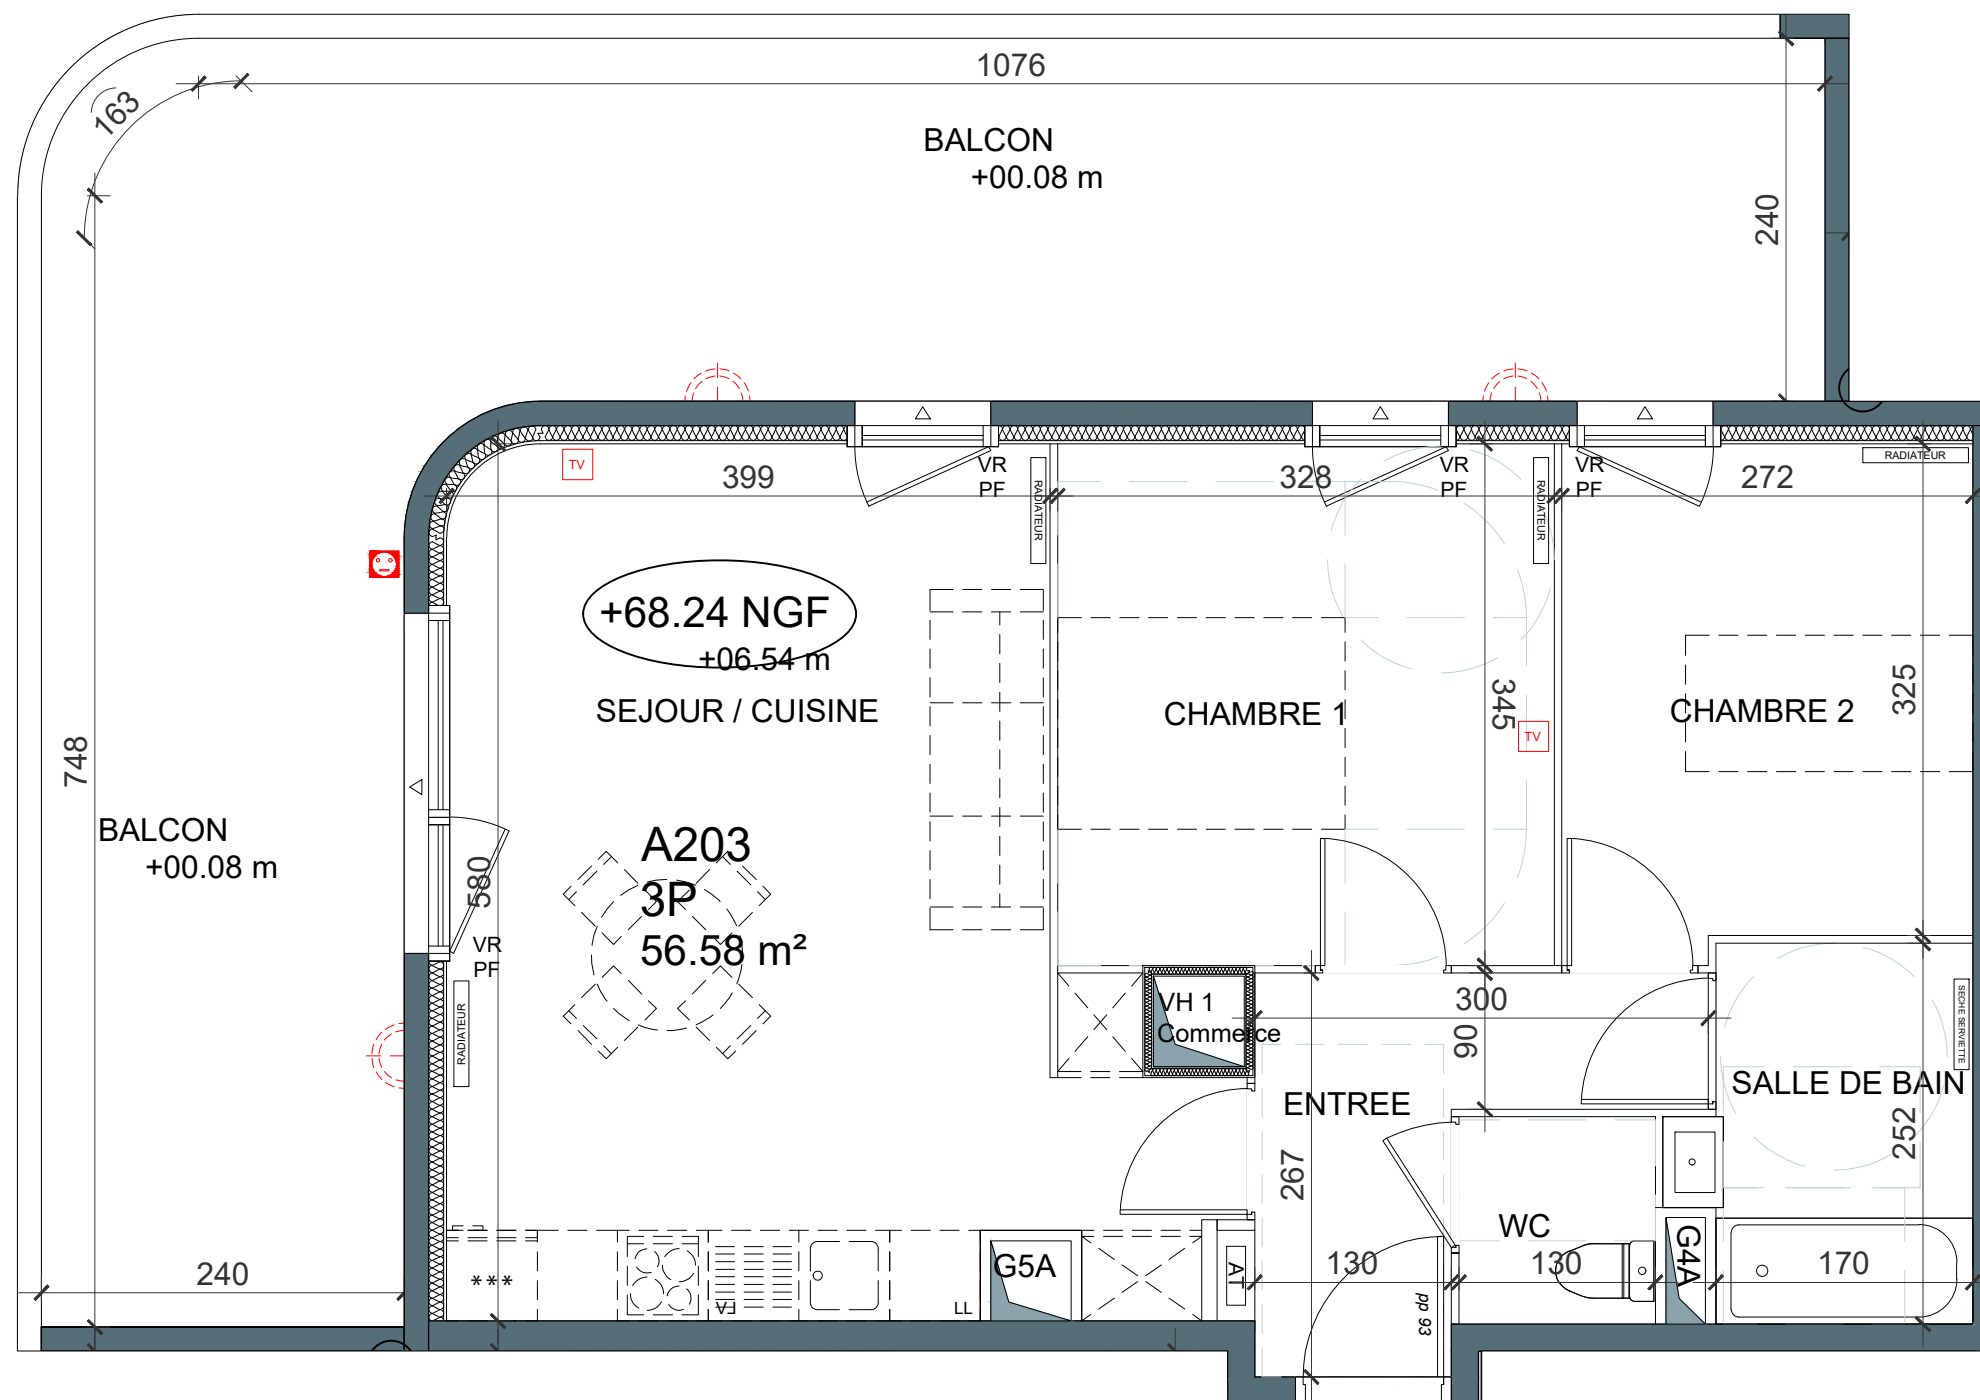 1076
163
BALCON
+00.08 m
240
TV
399
VR
PF
RADIATEUR
328
VR
PF
RADIATEUR
VR
PF
272
RADIATEUR
+68.24 NGF
+06.54 m
SEJOUR / CUISINE
CHAMBRE 1
345
TV
CHAMBRE 2
325
748
BALCON
+00.08 m
580
A203
3P
56.58 m²
VR
PF
RADIATEUR
VH 1
Commerce
300
90
SECHE SERVIETTE
ENTREE
SALLE DE BAIN
267
252
WC
240
***
LV
LL
G5A
AT
130
pp 93
130
G4A
170